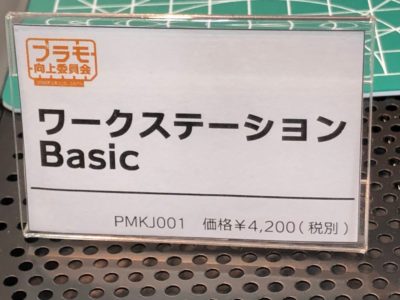 プラモ
向上委員会
ワークステーション
Basic
PMKJ001 価格¥4,200(税別)